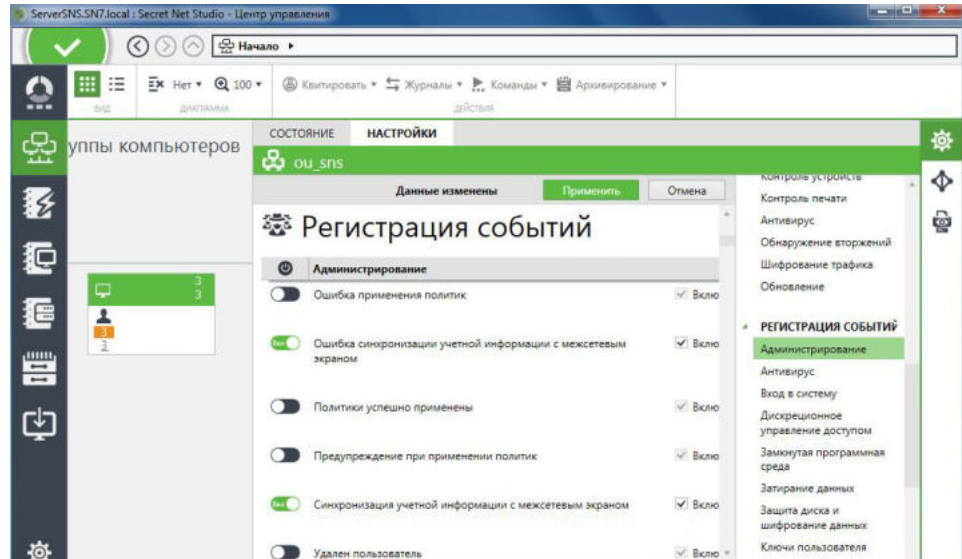 ServerSNS.SN7.local : Secret Net Studio - Центр управления
Начало
Нет
100
Квитировать
Журналы
Команды
Архивирование
ВИД
ДИАГРАММА
ДЕЙСТВИЯ
уппы компьютеров
3
3
3
3
СОСТОЯНИЕ
НАСТРОЙКИ
ou_sns
Данные изменены
Применить
Отмена
Регистрация событий
Администрирование
Ошибка применения политик
Вклю
Ошибка синхронизации учетной информации с межсетевым
экраном
Вклю
Политики успешно применены
Вклю
Предупреждение при применении политик
Вклю
Синхронизация учетной информации с межсетевым экраном
Вклю
Удален пользователь
Вклю
Контроль устройств
Контроль печати
Антивирус
Обнаружение вторжений
Шифрование трафика
Обновление
РЕГИСТРАЦИЯ СОБЫТИЙ
Администрирование
Антивирус
Вход в систему
Дискреционное
управление доступом
Замкнутая программная
среда
Затирание данных
Защита диска и
шифрование данных
Ключи пользователя